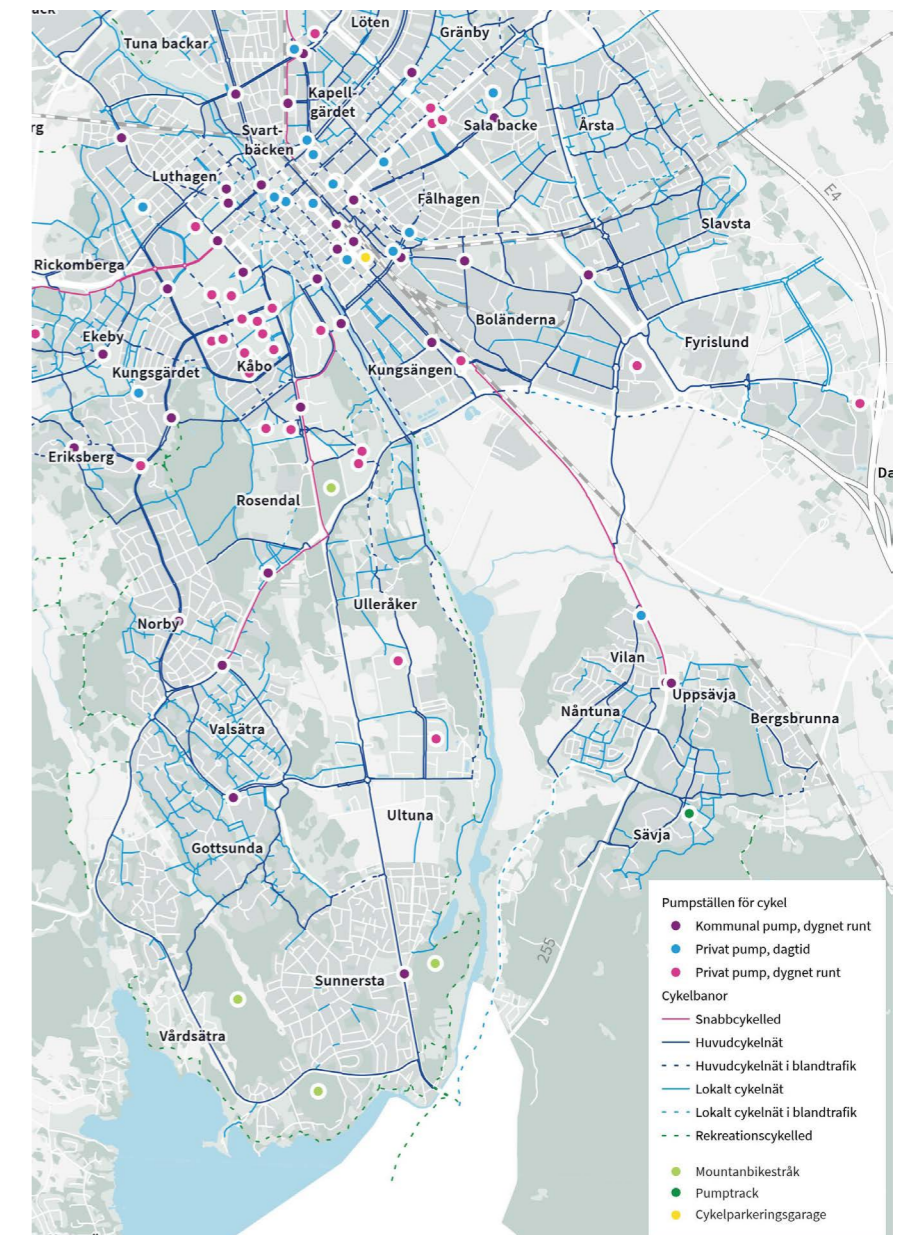 Löten
Gränby
Tuna backar
Kapell-
gärdet
Svart-
bäcken
Sala backe
Årsta
rg
Luthagen
Fålhagen
E4
Slavsta
Rickomberga
Boländerna
Ekeby
Fyrislund
Kungsgärdet
Kåbo
Kungsängen
Eriksberg
Da
Rosendal
Ulleråker
Norby
Vilan
Uppsävja
Nåntuna
Bergsbrunna
Valsätra
Ultuna
Sävja
Gottsunda
255
Sunnersta
Vårdsätra
Pumpställen för cykel
Kommunal pump, dygnet runt
Privat pump, dagtid
Privat pump, dygnet runt
Cykelbanor
Snabbcykelled
Huvudcykelnät
Huvudcykelnät i blandtrafik
Lokalt cykelnät
Lokalt cykelnät i blandtrafik
Rekreationscykelled
Mountanbikestråk
Pumptrack
Cykelparkeringsgarage